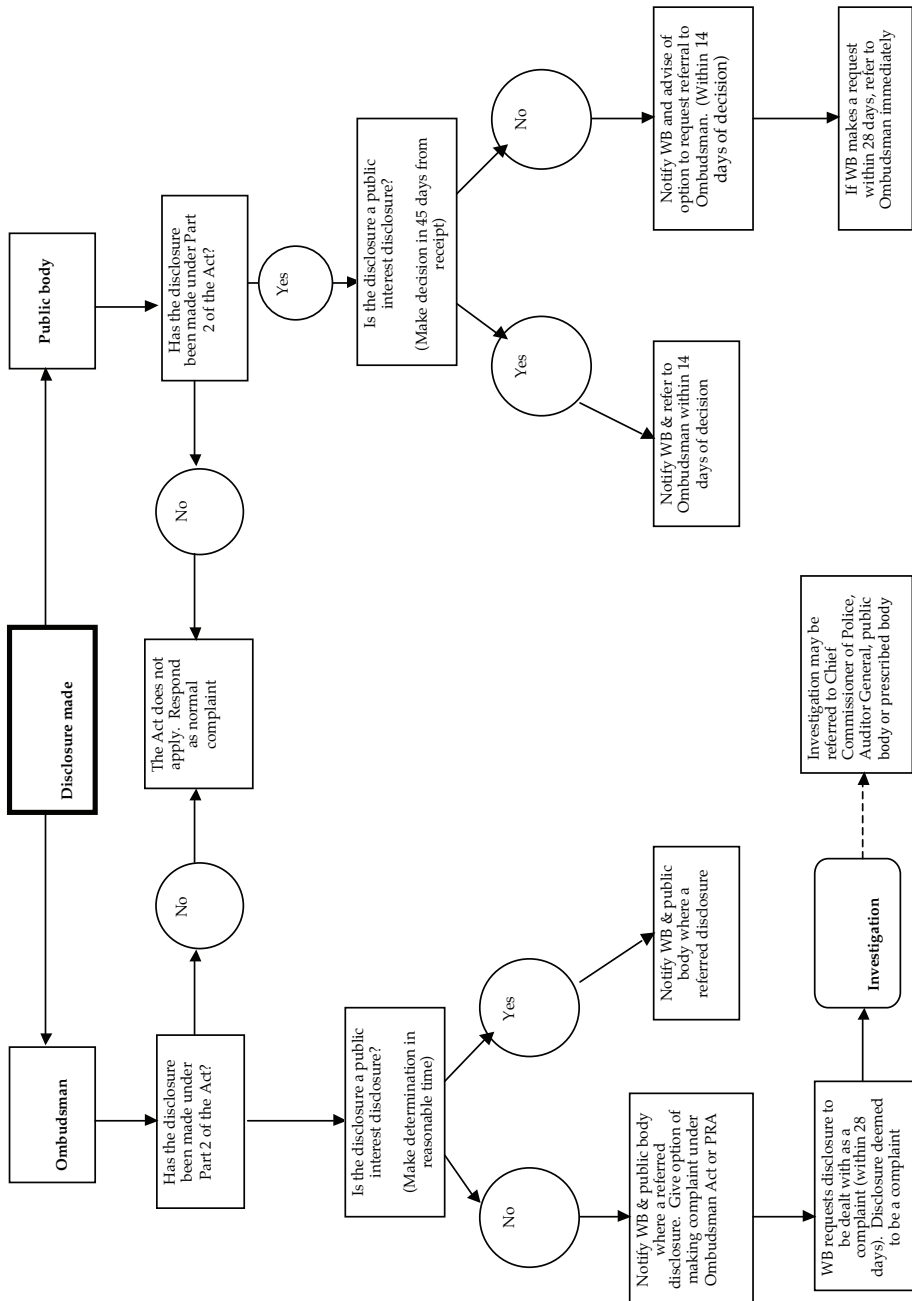 Disclosure made
Ombudsman
Public body
Has the disclosure
been made under
Part 2 of the Act?
No
The Act does not
apply. Respond
as normal
complaint
No
Has the disclosure
been made under Part
2 of the Act?
Yes
Is the disclosure a public
interest disclosure?
(Make determination in
reasonable time)
Is the disclosure a public
interest disclosure?
(Make decision in 45 days from
receipt)
No
Yes
Yes
No
Notify WB & public body
where a referred
disclosure. Give option of
making complaint under
Ombudsman Act or PRA
Notify WB & public
body where a
referred disclosure
Notify WB & refer to
Ombudsman within 14
days of decision
Notify WB and advise of
option to request referral to
Ombudsman. (Within 14
days of decision)
WB requests disclosure to
be dealt with as a
complaint (within 28
days). Disclosure deemed
to be a complaint
Investigation
Investigation may be
referred to Chief
Commissioner of Police,
Auditor General, public
body or prescribed body
If WB makes a request
within 28 days, refer to
Ombudsman immediately